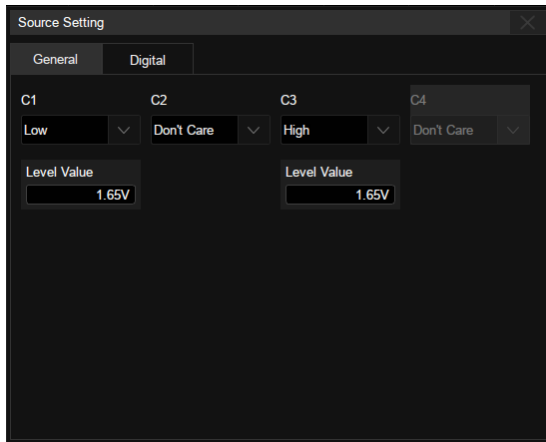 Source Setting
General Digital
C1 C2 C3 C4
Low Don't Care High Don't Care
Level Value Level Value
1.65V 1.65V